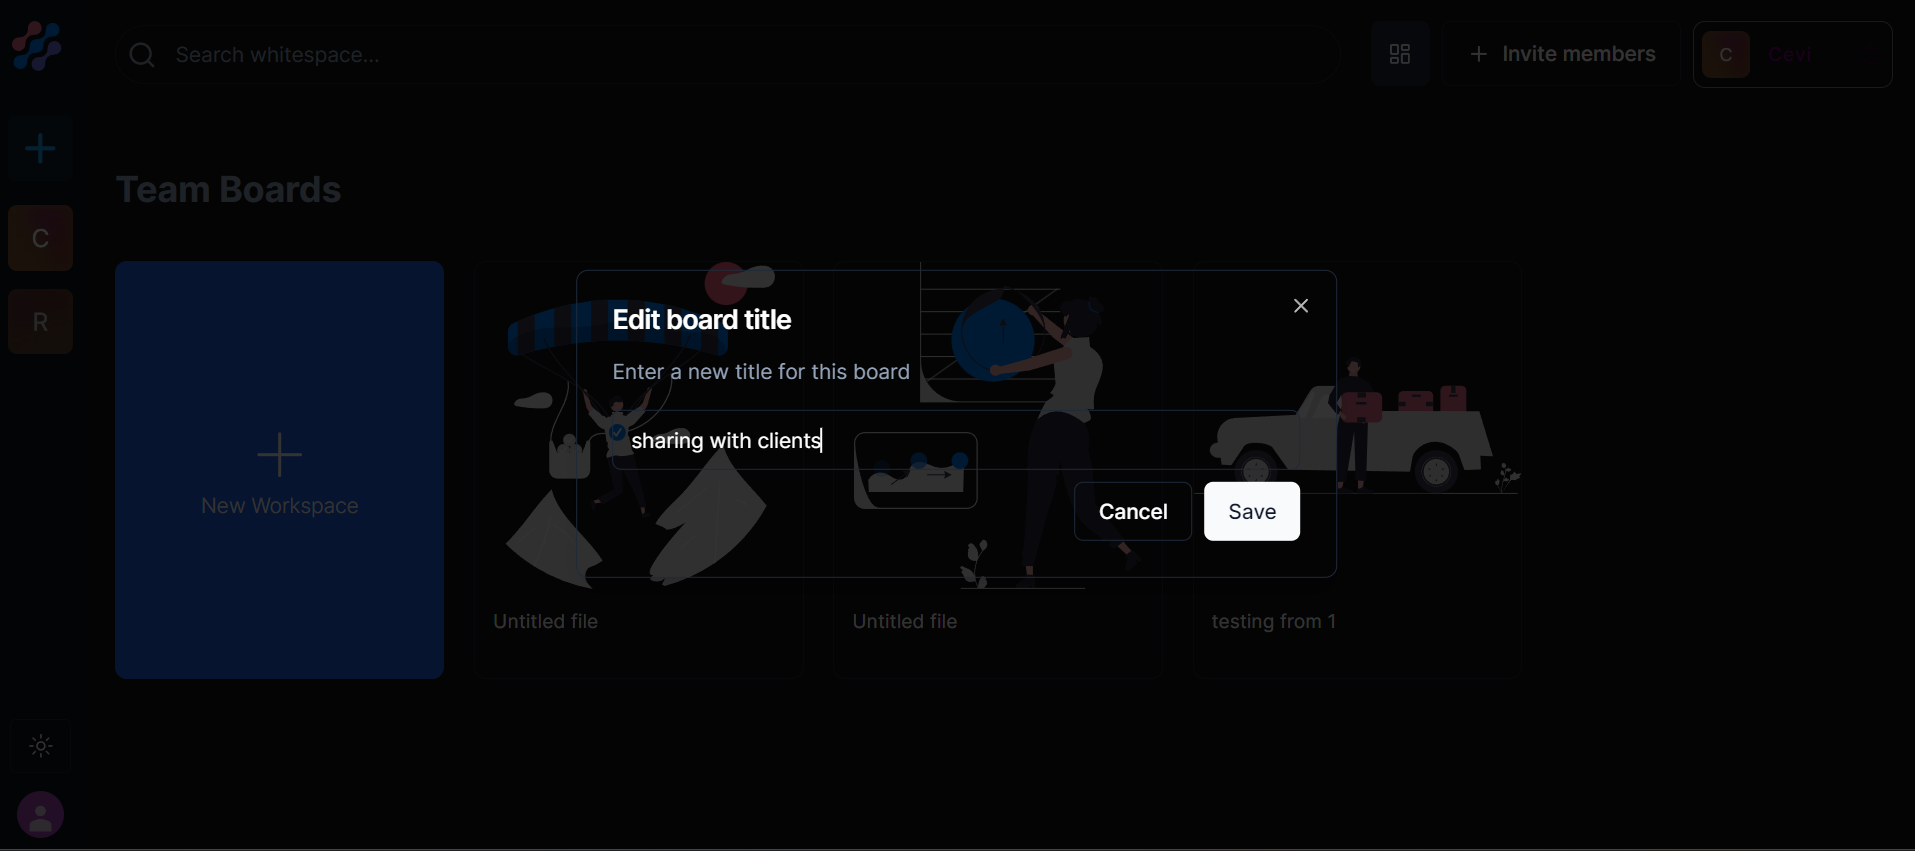 Search whitespace...
Invite members
C
Cevi
Team Boards
C
R
New Workspace
Edit board title
Enter a new title for this board
sharing with clients
Cancel
Save
Untitled file
Untitled file
testing from 1